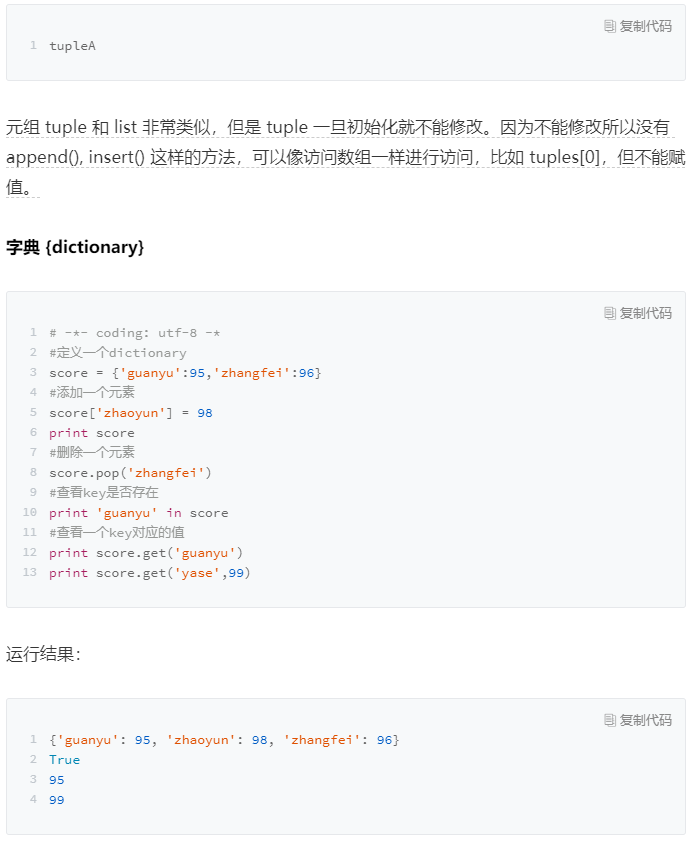 复制代码
1 tupleA
元组 tuple 和 list 非常类似，但是 tuple 一旦初始化就不能修改。因为不能修改所以没有
append(), insert() 这样的方法，可以像访问数组一样进行访问，比如 tuples[0]，但不能赋
值。
字典 {dictionary}
复制代码
1 # -*- coding: utf-8 -*
2 #定义一个dictionary
3 score = {'guanyu':95,'zhangfei':96}
4 #添加一个元素
5 score['zhaoyun'] = 98
6 print score
7 #删除一个元素
8 score.pop('zhangfei')
9 #查看key是否存在
10 print 'guanyu' in score
11 #查看一个key对应的值
12 print score.get('guanyu')
13 print score.get('yase',99)
运行结果：
复制代码
1 {'guanyu': 95, 'zhaoyun': 98, 'zhangfei': 96}
2 True
3 95
4 99